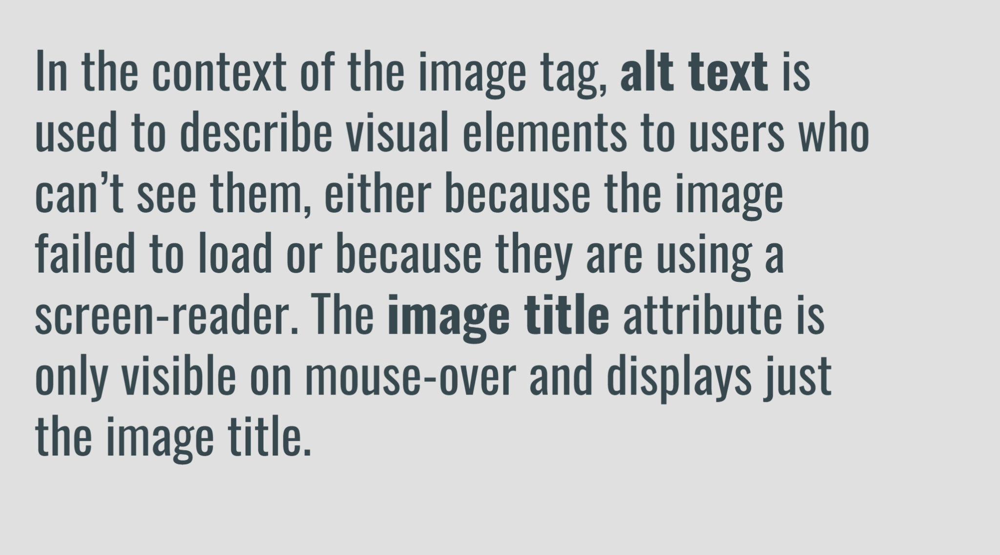 In the context of the image tag, alt text is
used to describe visual elements to users who
can’t see them, either because the image
failed to load or because they are using a
screen-reader. The image title attribute is
only visible on mouse-over and displays just
the image title.